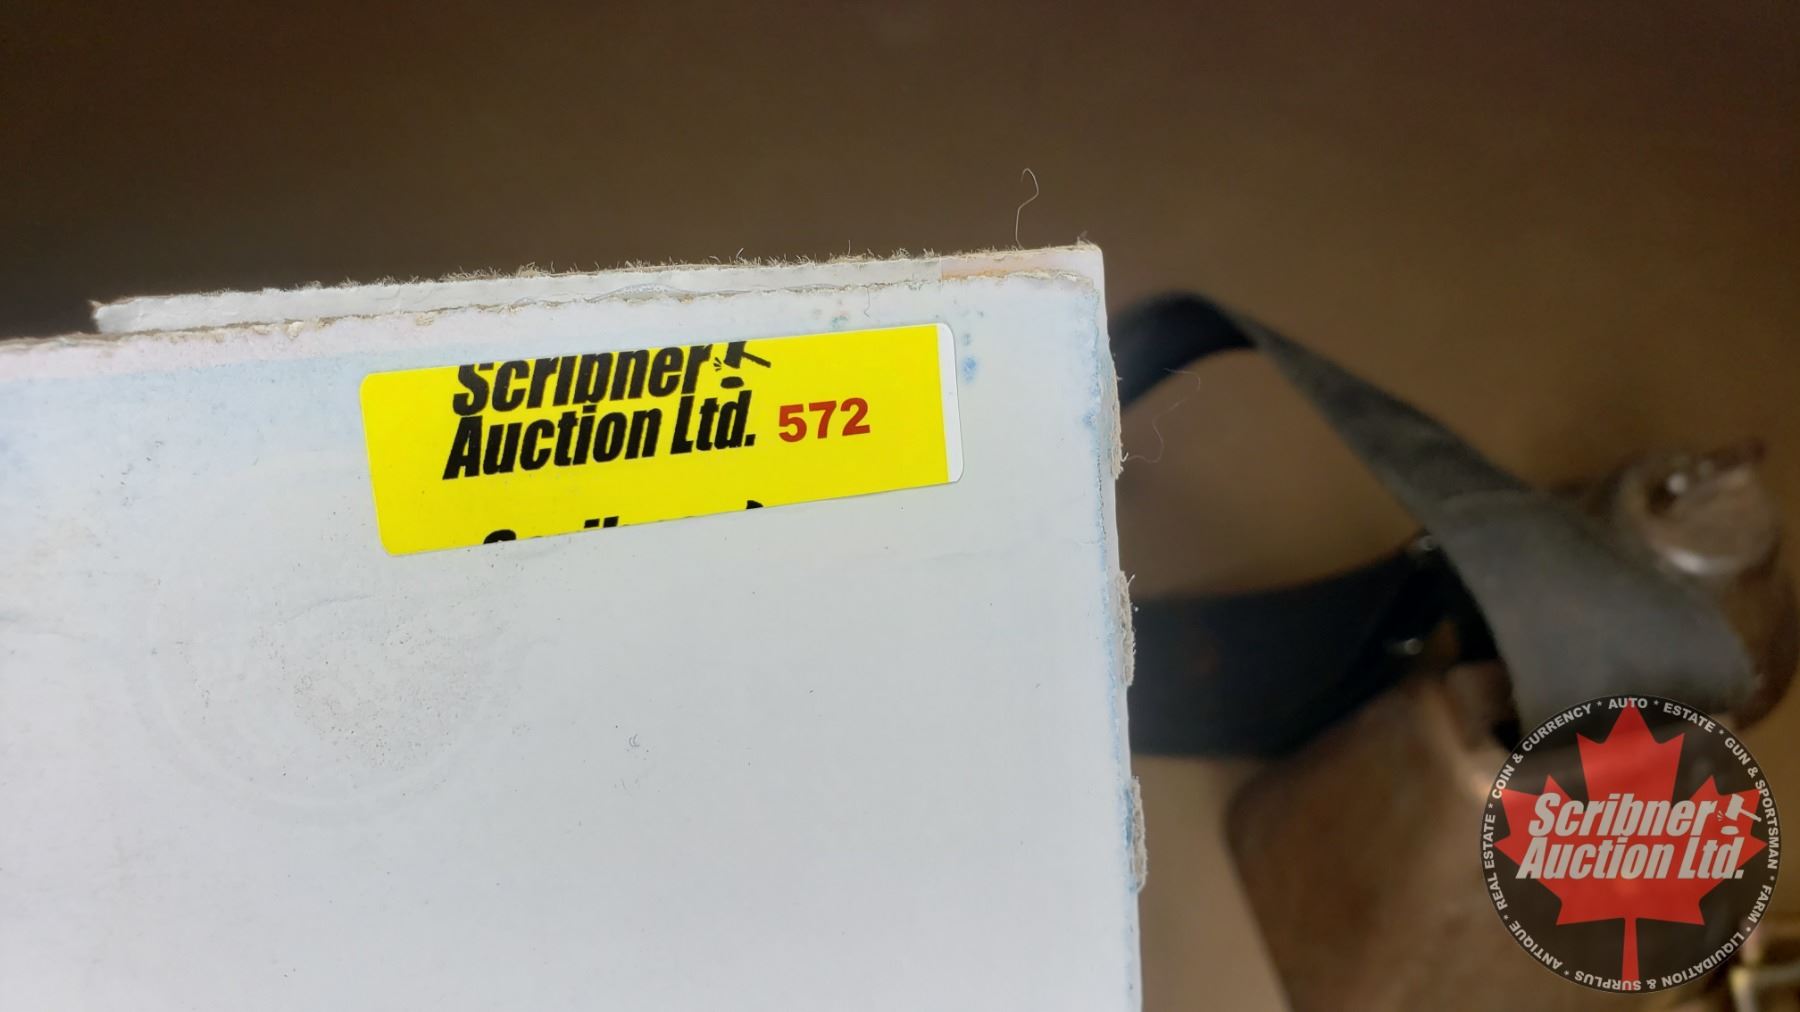 Scribner
Auction Ltd. 572
COIN & CURRENCY * AUTO * ESTATE * GUN & SPORTSMAN * FARM * LIQUIDATION & SURPLUS * ANTIQUE * REAL ESTATE *
Scribner
Auction Ltd.